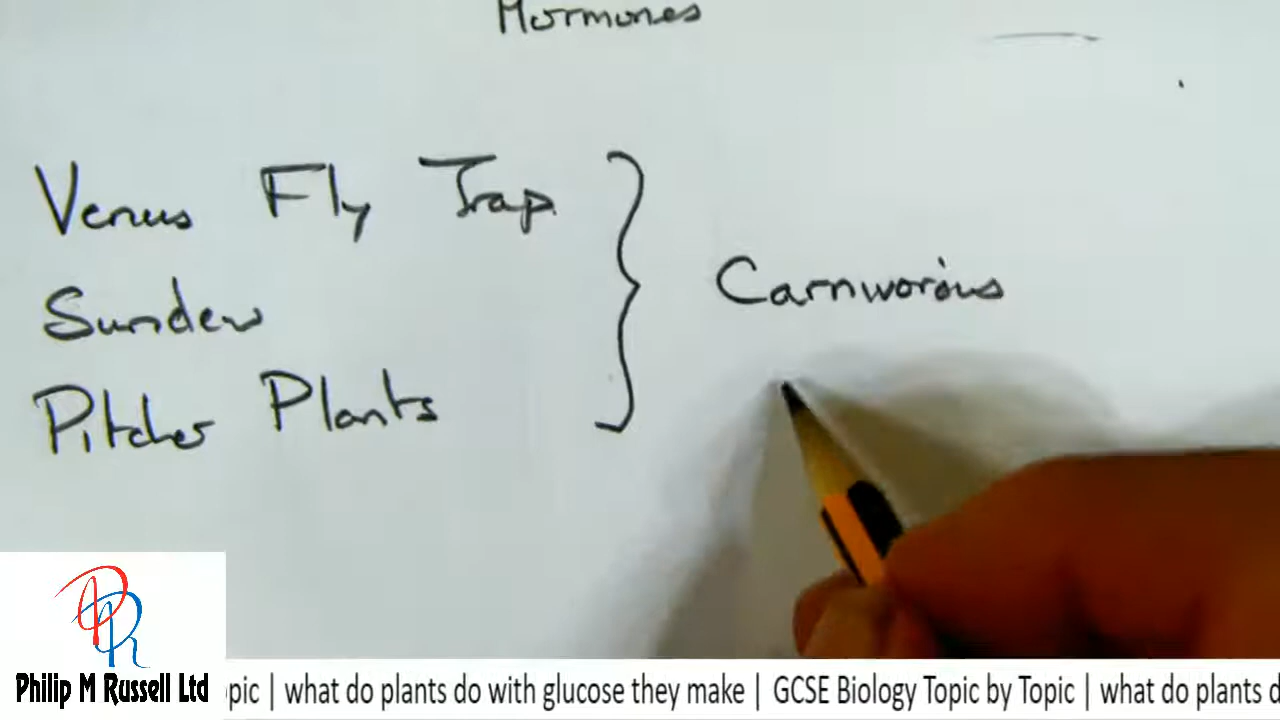 Hormones
Venus Fly Trap
Sundew
Pitcher Plants
Carnivorous
Philip M Russell Ltd
opic | what do plants do with glucose they make | GCSE Biology Topic by Topic | what do plants d